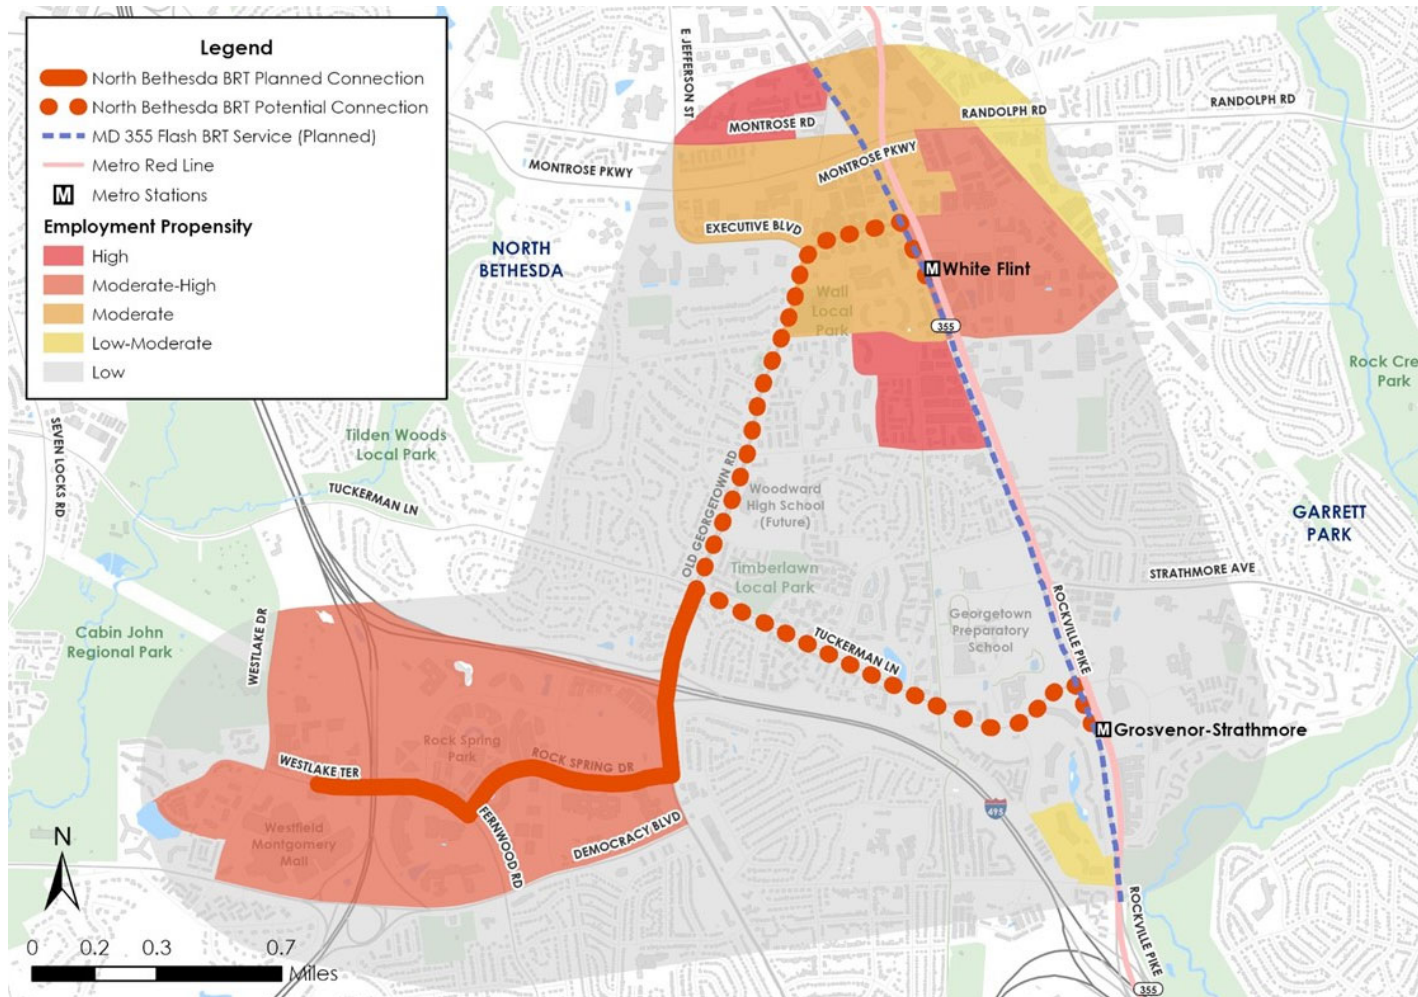 Legend
North Bethesda BRT Planned Connection
North Bethesda BRT Potential Connection
MD 355 Flash BRT Service (Planned)
Metro Red Line
M Metro Stations
Employment Propensity
High
Moderate-High
Moderate
Low-Moderate
Low
E JEFFERSON ST
RANDOLPH RD
RANDOLPH RD
MONTROSE RD
MONTROSE PKWY
MONTROSE PKWY
EXECUTIVE BLVD
NORTH
BETHESDA
M White Flint
Wall
Local
Park
355
Rock Cre
Park
SEVEN LOCKS RD
Tilden Woods
Local Park
TUCKERMAN LN
OLD GEORGETOWN RD
Woodward
High School
(Future)
GARRETT
PARK
Timberlawn
Local Park
STRATHMORE AVE
WESTLAKE DR
Cabin John
Regional Park
Georgetown
Preparatory
School
ROCKVILLE PIKE
TUCKERMAN LN
M Grosvenor-Strathmore
Rock Spring
Park
WESTLAKE TER
ROCK SPRING DR
FERNWOOD RD
DEMOCRACY BLVD
Westfield
Montgomery
Mall
495
N
ROCKVILLE PIKE
0 0.2 0.3 0.7
Miles
355